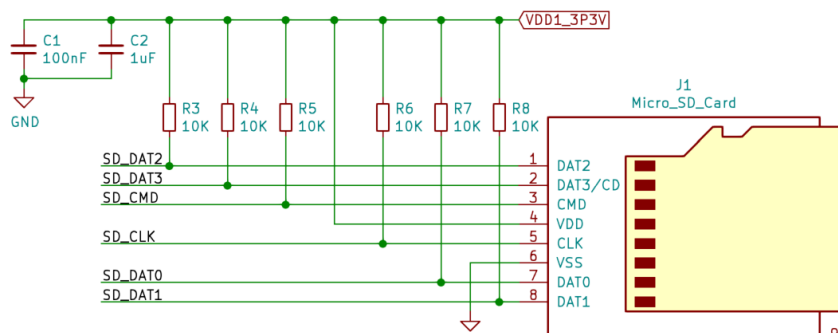 VDD1_3P3V
C1
100nF
C2
1uF
GND
R3
10K
R4
10K
R5
10K
R6
10K
R7
10K
R8
10K
J1
Micro_SD_Card
SD_DAT2
1
DAT2
SD_DAT3
2
DAT3/CD
SD_CMD
3
CMD
4
VDD
SD_CLK
5
CLK
6
VSS
SD_DAT0
7
DAT0
SD_DAT1
8
DAT1